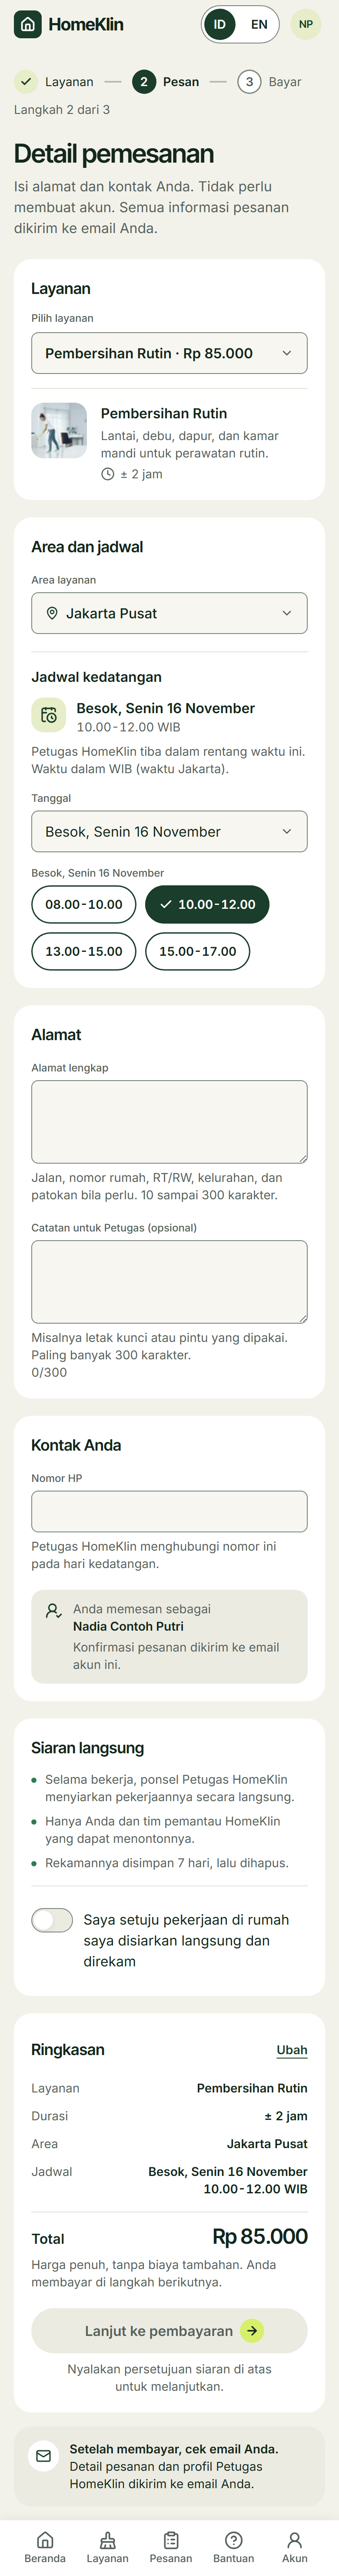 HomeKlin
ID EN
NP
Layanan
2 Pesan
3 Bayar
Langkah 2 dari 3
Detail pemesanan
Isi alamat dan kontak Anda. Tidak perlu
membuat akun. Semua informasi pesanan
dikirim ke email Anda.
Layanan
Pilih layanan
Pembersihan Rutin · Rp 85.000
Pembersihan Rutin
Lantai, debu, dapur, dan kamar
mandi untuk perawatan rutin.
± 2 jam
Area dan jadwal
Area layanan
Jakarta Pusat
Jadwal kedatangan
Besok, Senin 16 November
10.00-12.00 WIB
Petugas HomeKlin tiba dalam rentang waktu ini.
Waktu dalam WIB (waktu Jakarta).
Tanggal
Besok, Senin 16 November
Besok, Senin 16 November
08.00-10.00
10.00-12.00
13.00-15.00
15.00-17.00
Alamat
Alamat lengkap
Jalan, nomor rumah, RT/RW, kelurahan, dan
patokan bila perlu. 10 sampai 300 karakter.
Catatan untuk Petugas (opsional)
Misalnya letak kunci atau pintu yang dipakai.
Paling banyak 300 karakter.
0/300
Kontak Anda
Nomor HP
Petugas HomeKlin menghubungi nomor ini
pada hari kedatangan.
Anda memesan sebagai
Nadia Contoh Putri
Konfirmasi pesanan dikirim ke email
akun ini.
Siaran langsung
Selama bekerja, ponsel Petugas HomeKlin
menyiarkan pekerjaannya secara langsung.
Hanya Anda dan tim pemantau HomeKlin
yang dapat menontonnya.
Rekamannya disimpan 7 hari, lalu dihapus.
Saya setuju pekerjaan di rumah
saya disiarkan langsung dan
direkam
Ringkasan
Ubah
Layanan Pembersihan Rutin
Durasi ± 2 jam
Area Jakarta Pusat
Jadwal Besok, Senin 16 November
10.00-12.00 WIB
Total Rp 85.000
Harga penuh, tanpa biaya tambahan. Anda
membayar di langkah berikutnya.
Lanjut ke pembayaran
Nyalakan persetujuan siaran di atas
untuk melanjutkan.
Setelah membayar, cek email Anda.
Detail pesanan dan profil Petugas
HomeKlin dikirim ke email Anda.
Beranda
Layanan
Pesanan
Bantuan
Akun